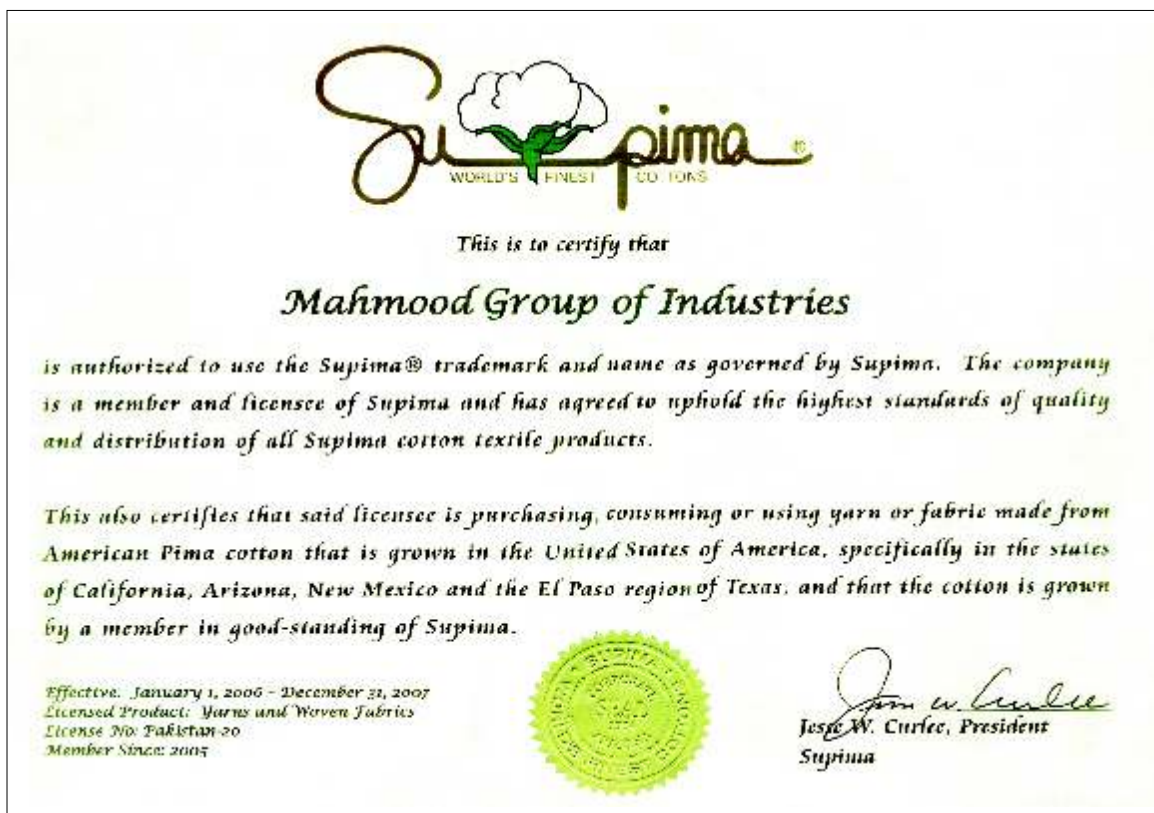 Supima ®
WORLD'S FINEST COTTONS
This is to certify that
Mahmood Group of Industries
is authorized to use the Supima® trademark and name as governed by Supima. The company
is a member and licensee of Supima and has agreed to uphold the highest standards of quality
and distribution of all Supima cotton textile products.
This also certifies that said licensee is purchasing, consuming or using yarn or fabric made from
American Pima cotton that is grown in the United States of America, specifically in the states
of California, Arizona, New Mexico and the El Paso region of Texas, and that the cotton is grown
by a member in good-standing of Supima.
Effective: January 1, 2006 - December 31, 2007
Licensed Product: Yarns and Woven Fabrics
License No: Pakistan-20
Member Since: 2005
Jesse W. Curlee, President
Supima